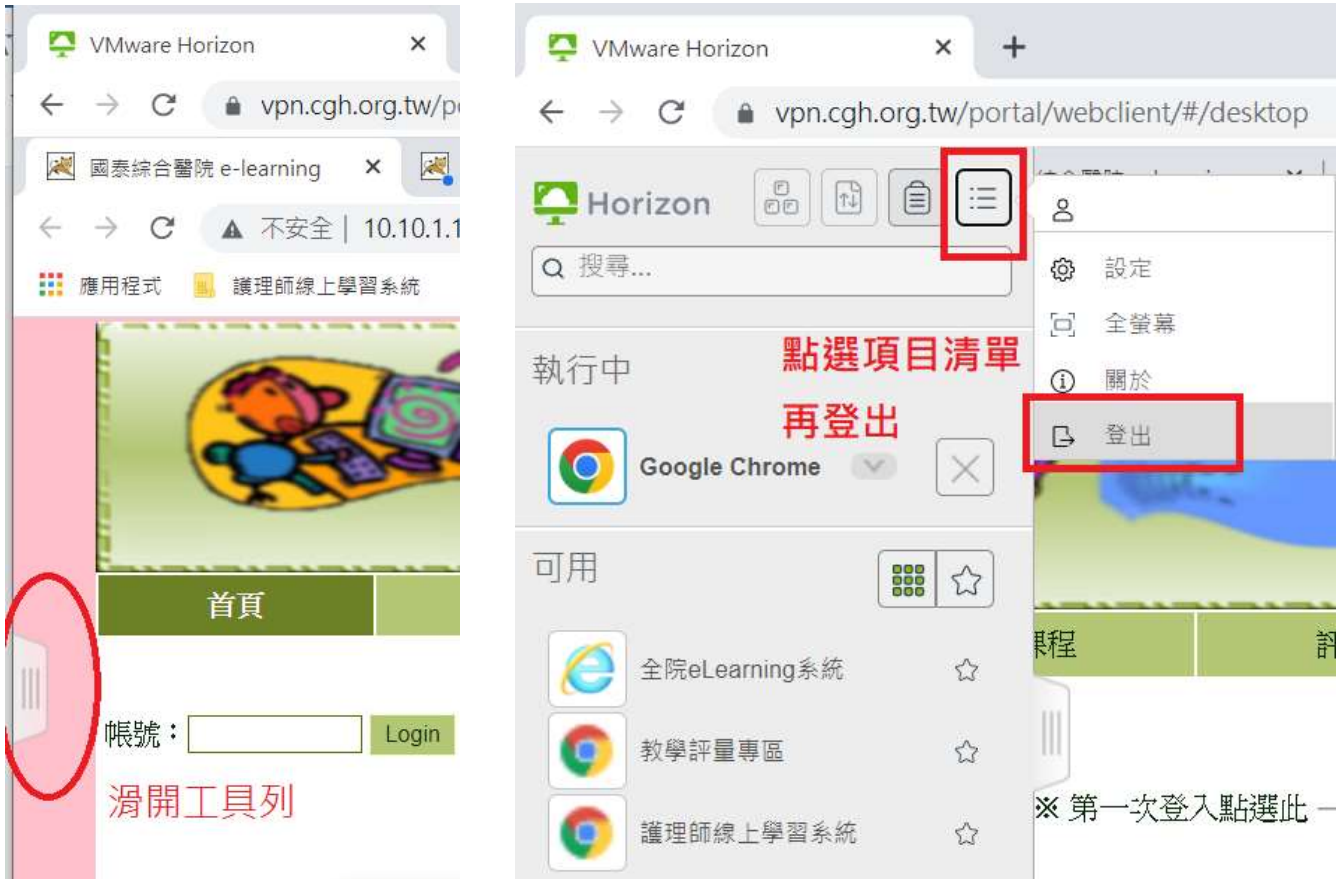 VMware Horizon
vpn.cgh.org.tw/p
國泰綜合醫院 e-learning
不安全 | 10.10.1.1
應用程式 護理師線上學習系統
首頁
帳號：
Login
滑開工具列
VMware Horizon
vpn.cgh.org.tw/portal/webclient/#/desktop
Horizon
搜尋...
執行中
點選項目清單
再登出
Google Chrome
可用
全院eLearning系統
教學評量專區
護理師線上學習系統
設定
全螢幕
關於
登出
課程
評
※ 第一次登入點選此